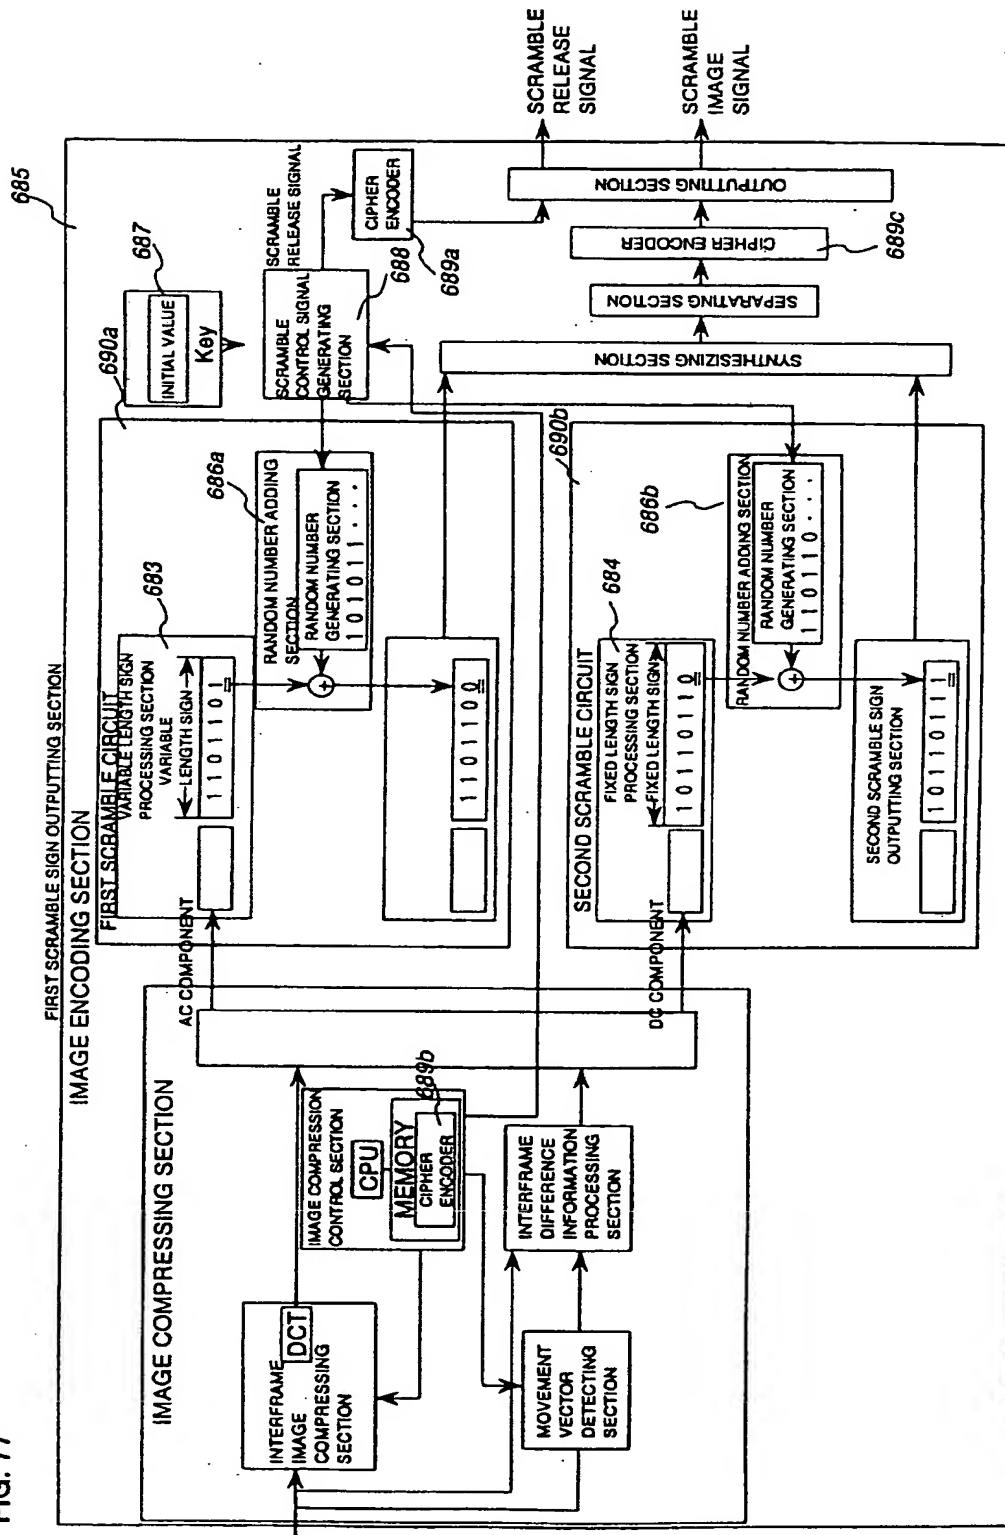 FIG. 77
FIRST SCRAMBLE SIGN OUTPUTTING SECTION
685
IMAGE ENCODING SECTION
IMAGE COMPRESSING SECTION
INTERFRAME
IMAGE
COMPRESSING
SECTION
DCT
IMAGE COMPRESSION
CONTROL SECTION
CPU
MEMORY
CIPHER
ENCODER
689b
MOVEMENT
VECTOR
DETECTING
SECTION
INTERFRAME
DIFFERENCE
INFORMATION
PROCESSING
SECTION
AC COMPONENT
DC COMPONENT
690a
FIRST SCRAMBLE CIRCUIT
VARIABLE LENGTH SIGN
PROCESSING SECTION
683
VARIABLE
LENGTH SIGN
1 1 0 1 1 0 1
RANDOM NUMBER ADDING
SECTION
686a
RANDOM NUMBER
GENERATING SECTION
1 0 1 0 1 1 . . .
+
1 1 0 1 1 0 0
690b
SECOND SCRAMBLE CIRCUIT
FIXED LENGTH SIGN
PROCESSING SECTION
684
FIXED LENGTH SIGN
1 0 1 1 0 1 1 0
RANDOM NUMBER ADDING SECTION
686b
RANDOM NUMBER
GENERATING SECTION
1 1 0 1 1 0 . . .
+
SECOND SCRAMBLE SIGN
OUTPUTTING SECTION
1 0 1 1 0 1 1 1
687
INITIAL VALUE
Key
SCRAMBLE
CONTROL SIGNAL
GENERATING
SECTION
688
SCRAMBLE
RELEASE SIGNAL
CIPHER
ENCODER
689a
SYNTHESIZING SECTION
SEPARATING SECTION
CIPHER ENCODER
689c
OUTPUTTING SECTION
SCRAMBLE
RELEASE
SIGNAL
SCRAMBLE
IMAGE
SIGNAL